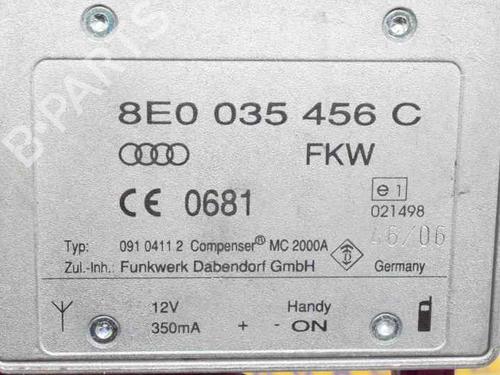 B-PARTS
8E0 035 456 C
FKW
CE 0681
e1
021498
46/06
Typ: 091 0411 2 Compenser® MC 2000A
Zul.-Inh.: Funkwerk Dabendorf GmbH
Germany
12V Handy
350mA + - ON